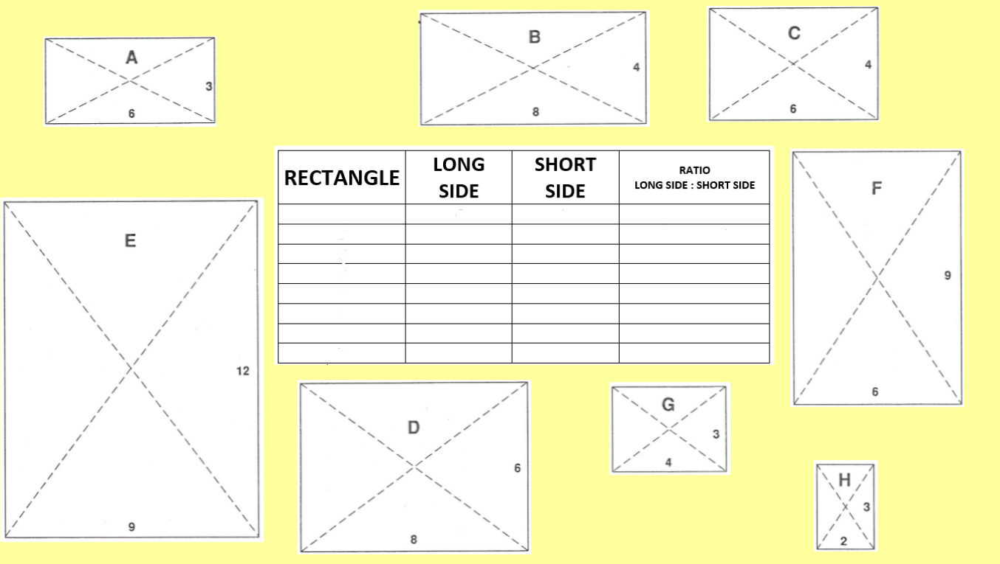 A
3
6
B
4
8
C
4
6
RECTANGLE
LONG
SIDE
SHORT
SIDE
RATIO
LONG SIDE : SHORT SIDE
E
12
9
F
9
6
D
6
8
G
3
4
H
3
2